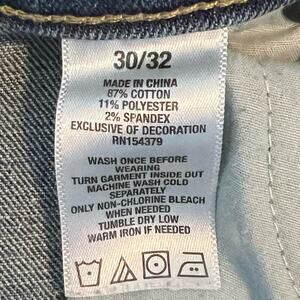 30/32
MADE IN CHINA
87% COTTON
11% POLYESTER
2% SPANDEX
EXCLUSIVE OF DECORATION
RN154379
WASH ONCE BEFORE
WEARING
TURN GARMENT INSIDE OUT
MACHINE WASH COLD
SEPARATELY
ONLY NON-CHLORINE BLEACH
WHEN NEEDED
TUMBLE DRY LOW
WARM IRON IF NEEDED